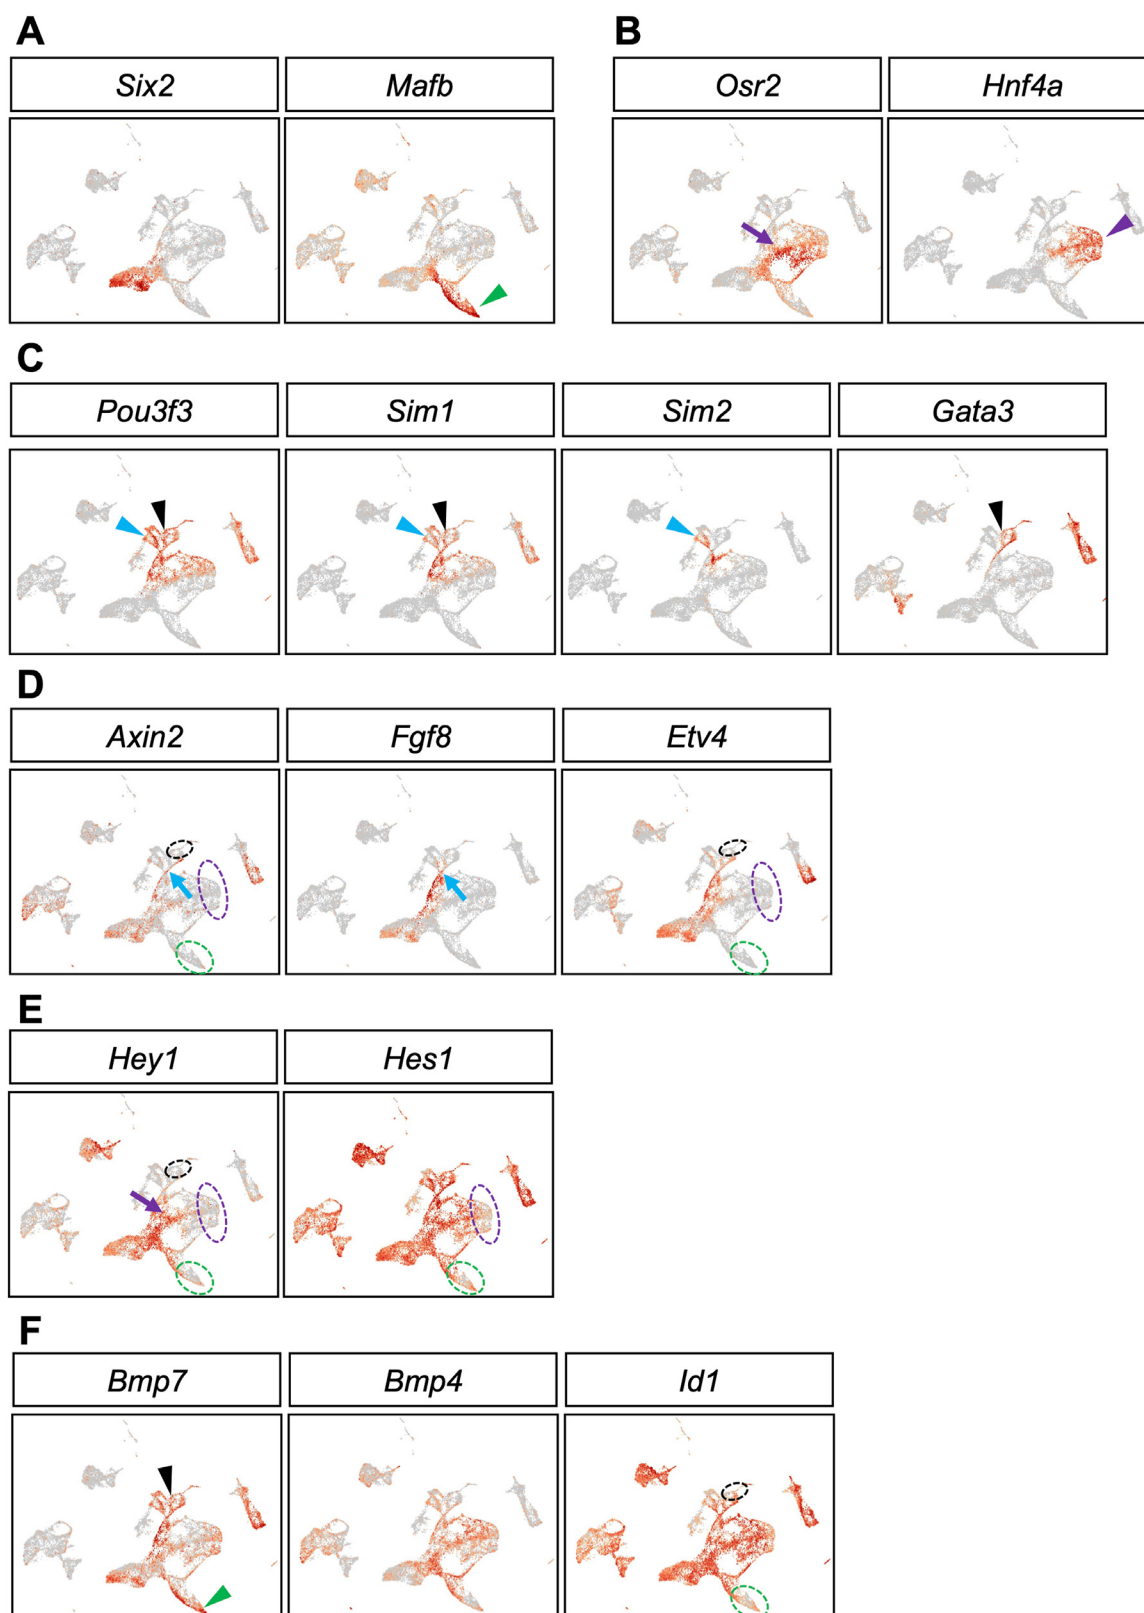 A
B
Six2
Mafb
Osr2
Hnf4a
C
Pou3f3
Sim1
Sim2
Gata3
D
Axin2
Fgf8
Etv4
E
Hey1
Hes1
F
Bmp7
Bmp4
Id1